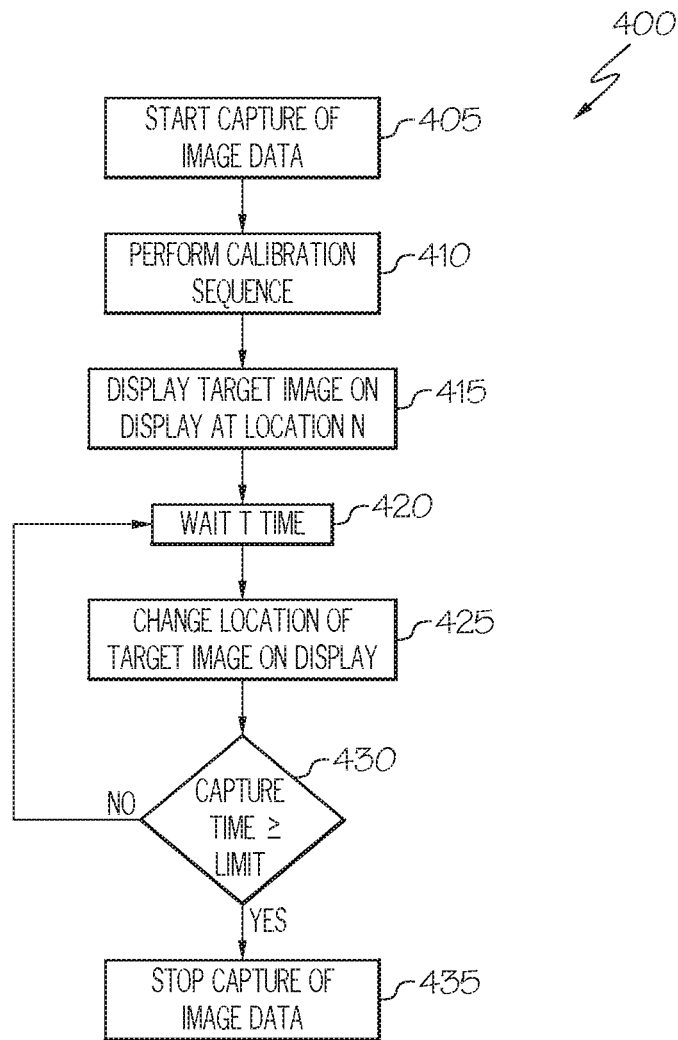 400
START CAPTURE OF
IMAGE DATA
405
PERFORM CALIBRATION
SEQUENCE
410
DISPLAY TARGET IMAGE ON
DISPLAY AT LOCATION N
415
WAIT T TIME
420
CHANGE LOCATION OF
TARGET IMAGE ON DISPLAY
425
CAPTURE
TIME ≥
LIMIT
430
NO
YES
STOP CAPTURE OF
IMAGE DATA
435